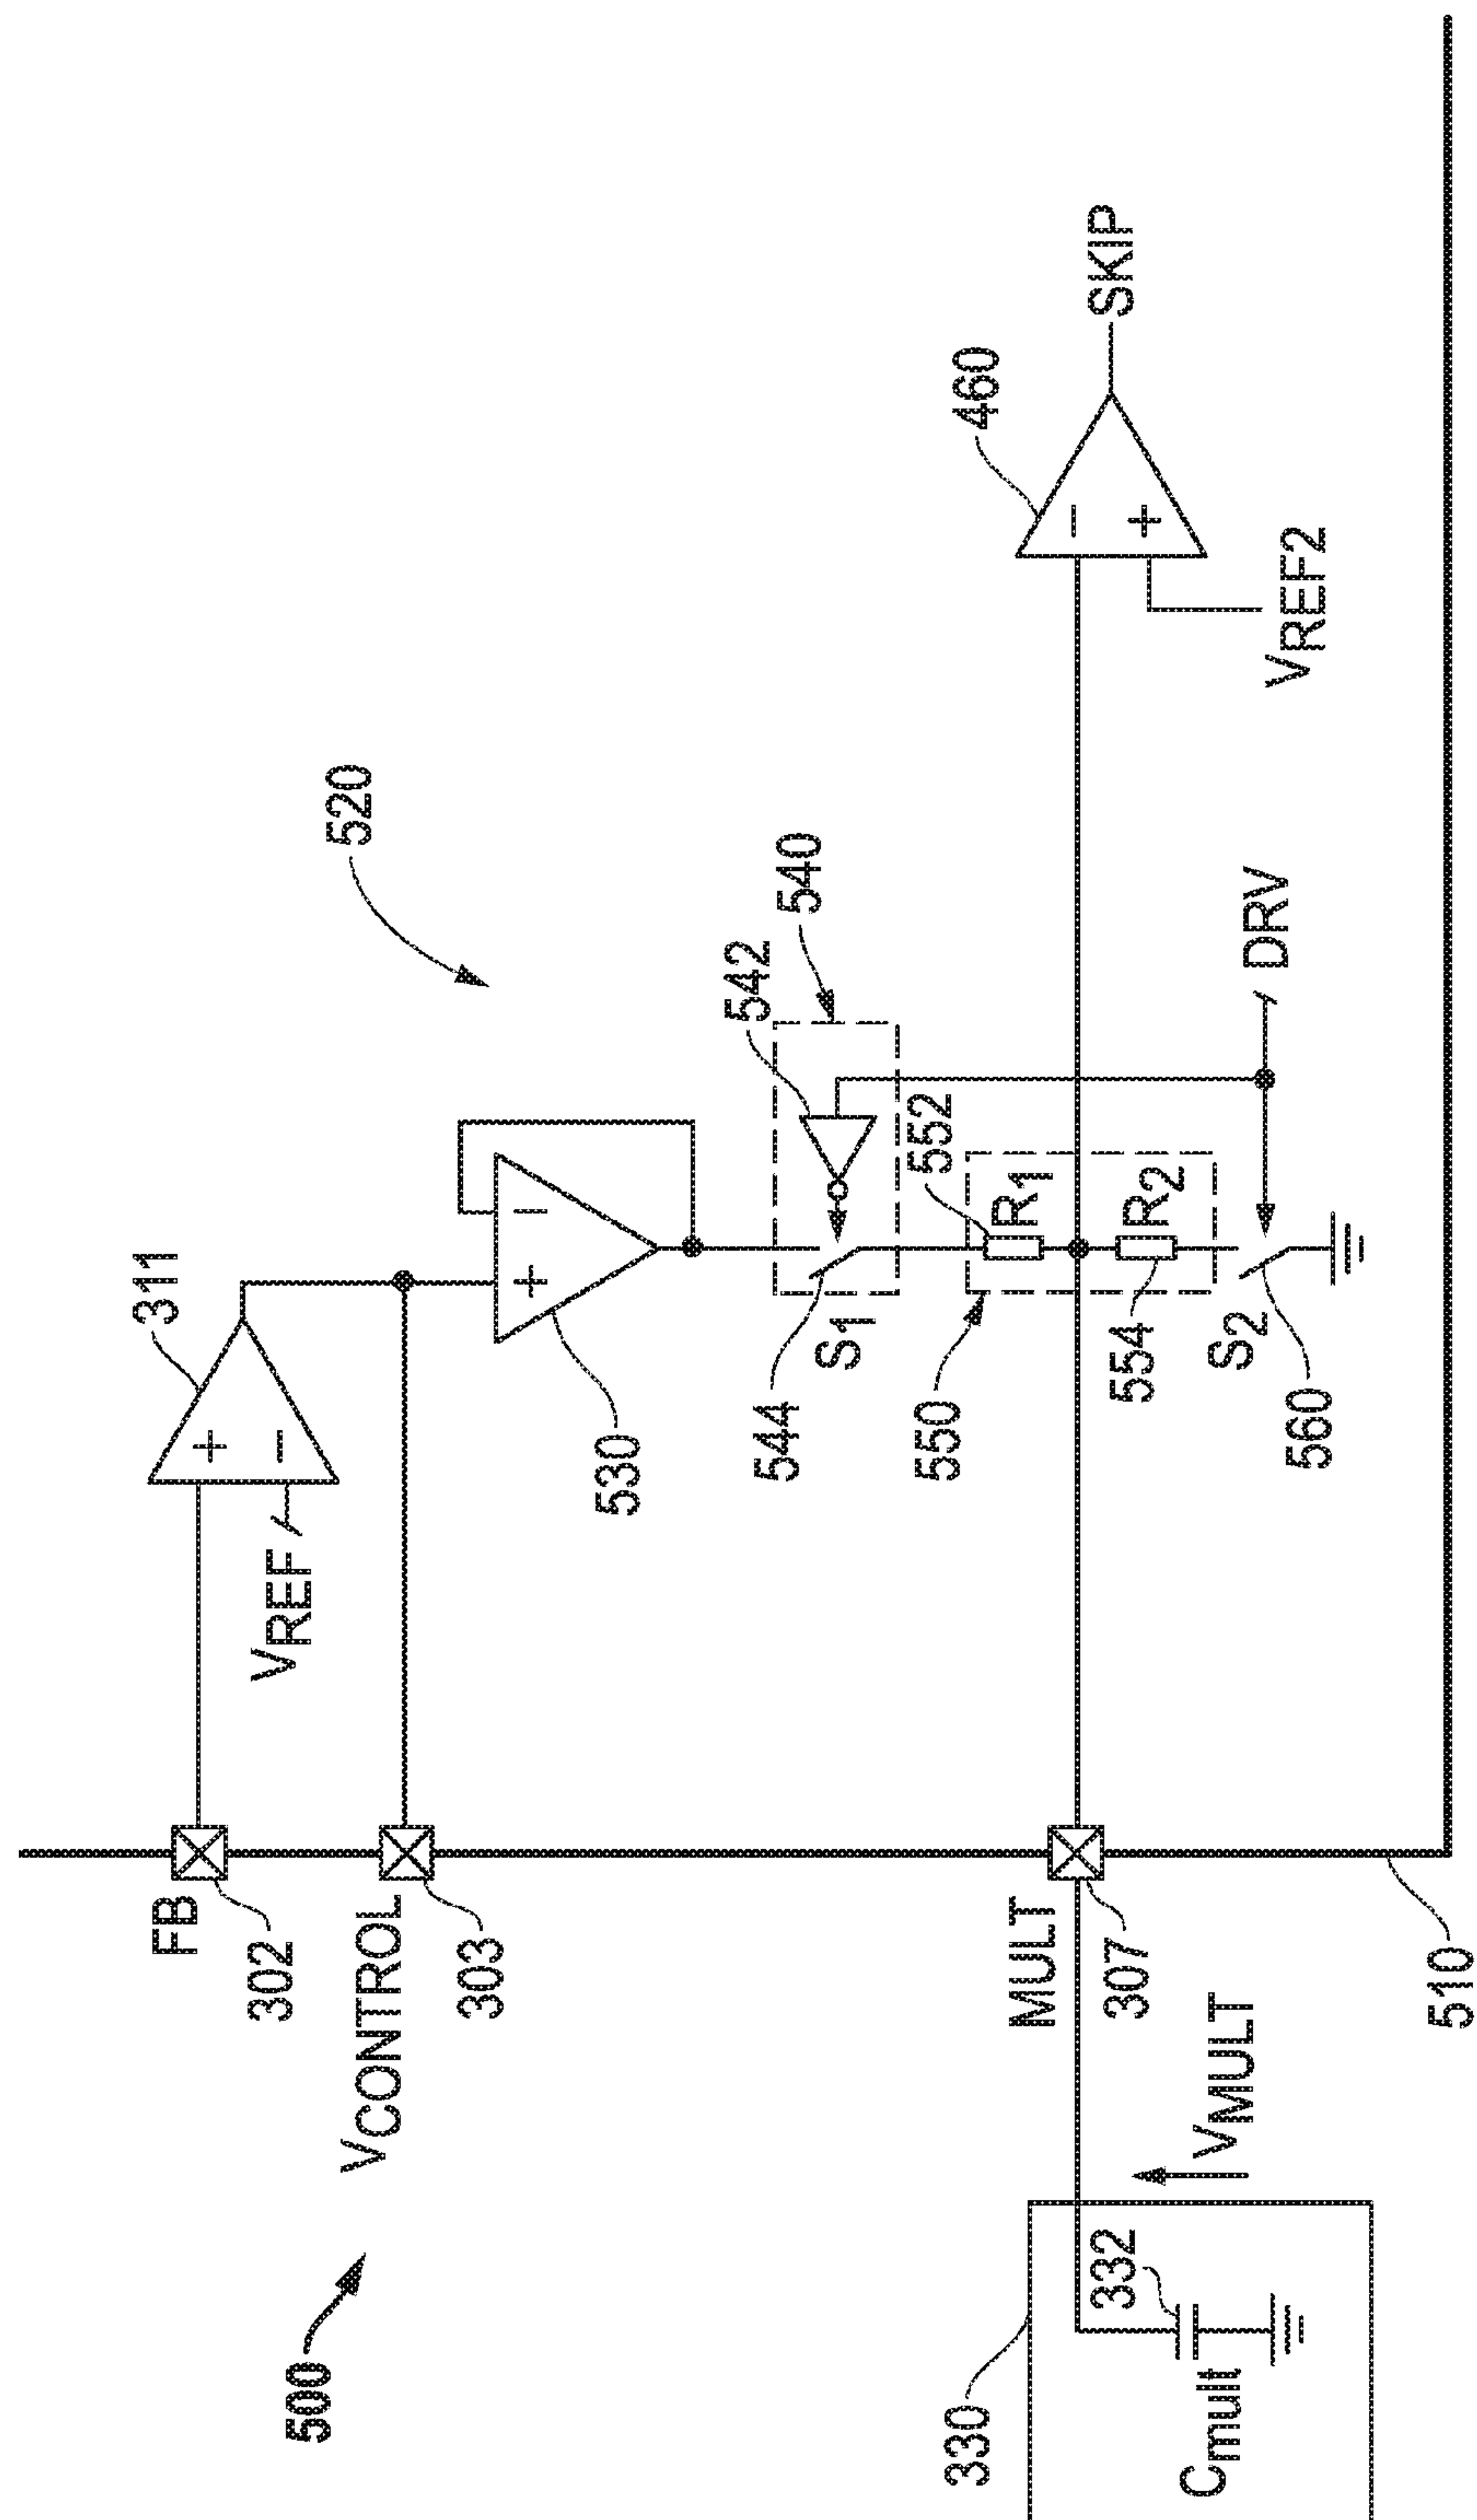 500
FB
302
VCONTROL
303
VREF
311
530
520
544
S1
540
542
550
552
R1
R2
554
S2
560
DRV
460
SKIP
VREF2
MULT
307
VMULT
330
332
Cmult
510